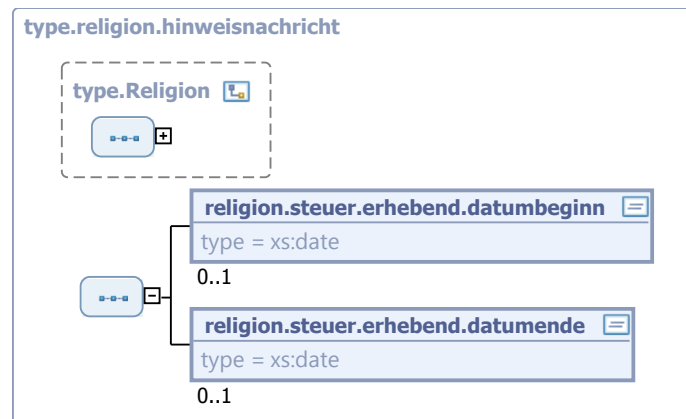 type.religion.hinweisnachricht
type.Religion
religion.steuer.erhebend.datumbeginn
type = xs:date
0..1
religion.steuer.erhebend.datumende
type = xs:date
0..1